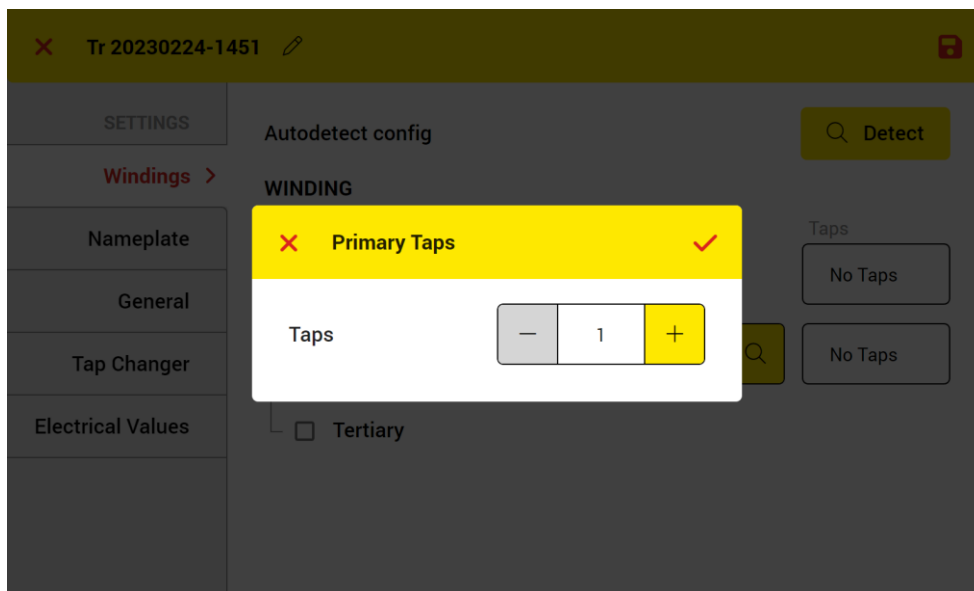 Tr 20230224-1451
SETTINGS
Autodetect config
Detect
Windings
WINDING
Nameplate
Primary Taps
Taps
No Taps
General
Taps
1
No Taps
Tap Changer
Electrical Values
Tertiary